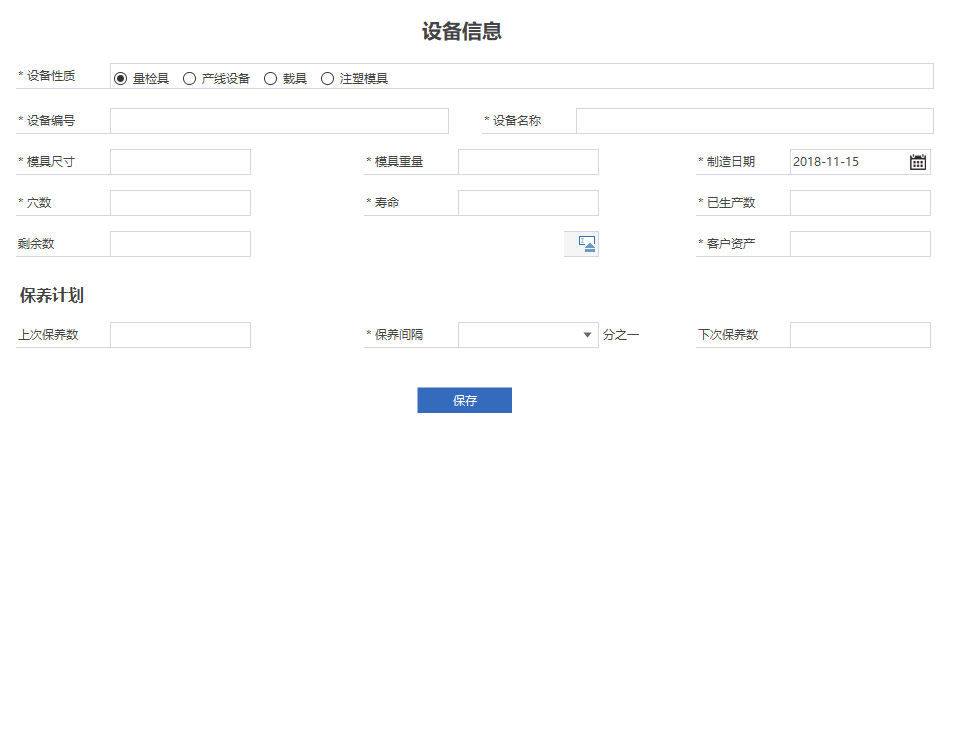 设备信息
* 设备性质 量检具 产线设备 载具 注塑模具
* 设备编号 * 设备名称
* 模具尺寸 * 模具重量 * 制造日期 2018-11-15
* 穴数 * 寿命 * 已生产数
剩余数 * 客户资产
保养计划
上次保养数 * 保养间隔 分之一 下次保养数
保存